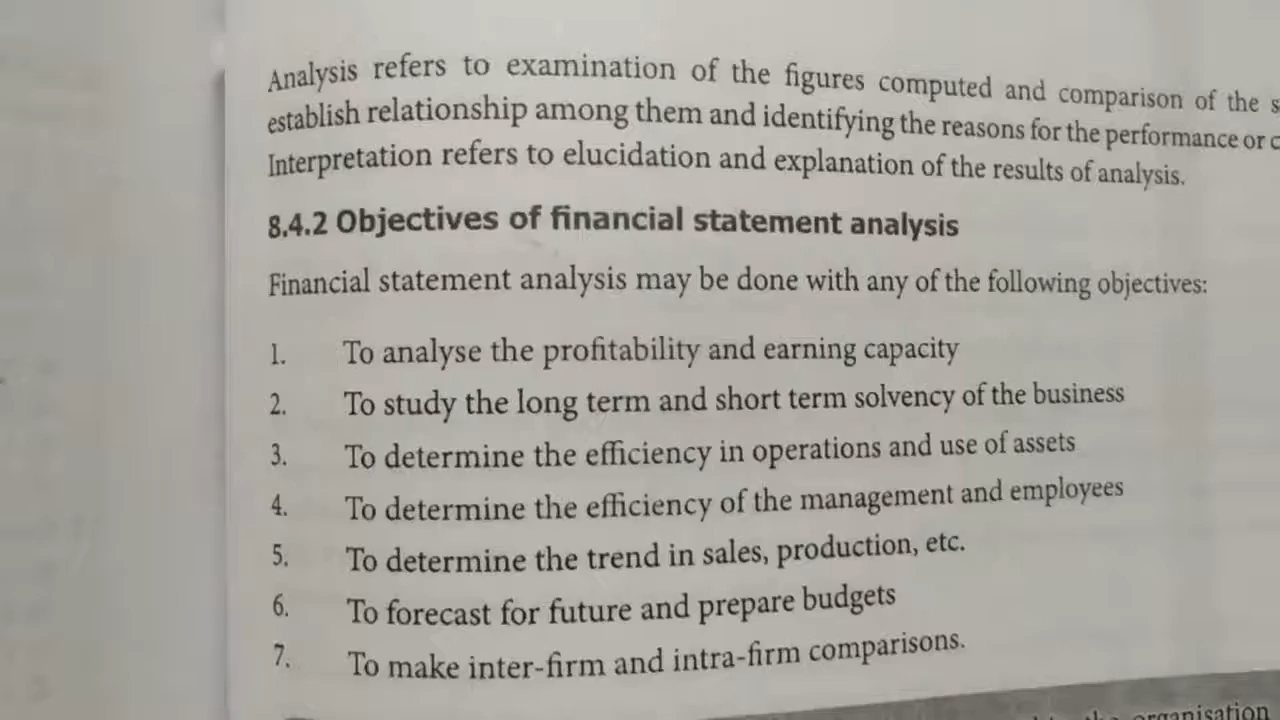 Analysis refers to examination of the figures computed and comparison of the
establish relationship among them and identifying the reasons for the performance or
Interpretation refers to elucidation and explanation of the results of analysis.
8.4.2 Objectives of financial statement analysis
Financial statement analysis may be done with any of the following objectives:
1. To analyse the profitability and earning capacity
2. To study the long term and short term solvency of the business
3. To determine the efficiency in operations and use of assets
4. To determine the efficiency of the management and employees
5. To determine the trend in sales, production, etc.
6. To forecast for future and prepare budgets
7. To make inter-firm and intra-firm comparisons.
the organisation